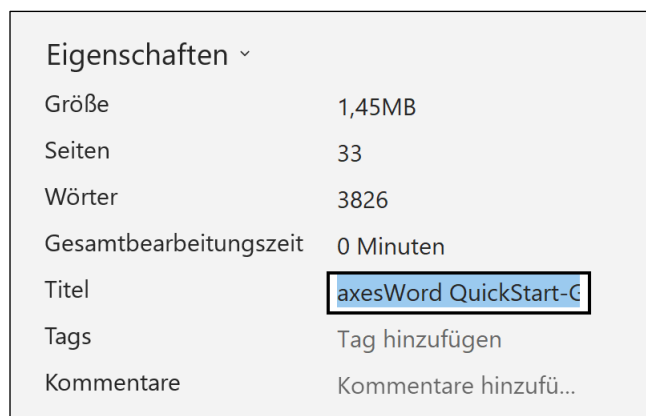 Eigenschaften
Größe 1,45MB
Seiten 33
Wörter 3826
Gesamtbearbeitungszeit 0 Minuten
Titel axesWord QuickStart-G
Tags Tag hinzufügen
Kommentare Kommentare hinzufü...